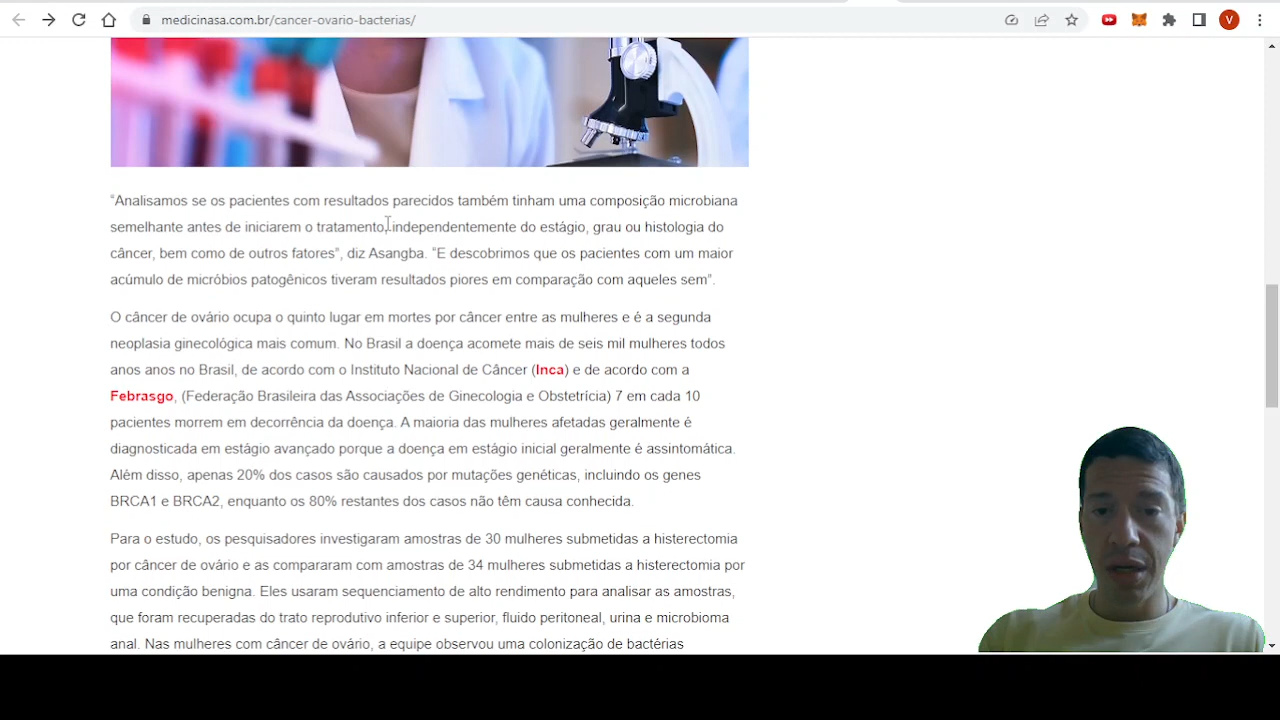 medicinasa.com.br/cancer-ovario-bacterias/
V
“Analisamos se os pacientes com resultados parecidos também tinham uma composição microbiana
semelhante antes de iniciarem o tratamento, independentemente do estágio, grau ou histologia do
câncer, bem como de outros fatores”, diz Asangba. “E descobrimos que os pacientes com um maior
acúmulo de micróbios patogênicos tiveram resultados piores em comparação com aqueles sem”.
O câncer de ovário ocupa o quinto lugar em mortes por câncer entre as mulheres e é a segunda
neoplasia ginecológica mais comum. No Brasil a doença acomete mais de seis mil mulheres todos
anos anos no Brasil, de acordo com o Instituto Nacional de Câncer (Inca) e de acordo com a
Febrasgo, (Federação Brasileira das Associações de Ginecologia e Obstetrícia) 7 em cada 10
pacientes morrem em decorrência da doença. A maioria das mulheres afetadas geralmente é
diagnosticada em estágio avançado porque a doença em estágio inicial geralmente é assintomática.
Além disso, apenas 20% dos casos são causados por mutações genéticas, incluindo os genes
BRCA1 e BRCA2, enquanto os 80% restantes dos casos não têm causa conhecida.
Para o estudo, os pesquisadores investigaram amostras de 30 mulheres submetidas a histerectomia
por câncer de ovário e as compararam com amostras de 34 mulheres submetidas a histerectomia por
uma condição benigna. Eles usaram sequenciamento de alto rendimento para analisar as amostras,
que foram recuperadas do trato reprodutivo inferior e superior, fluido peritoneal, urina e microbioma
anal. Nas mulheres com câncer de ovário, a equipe observou uma colonização de bactérias